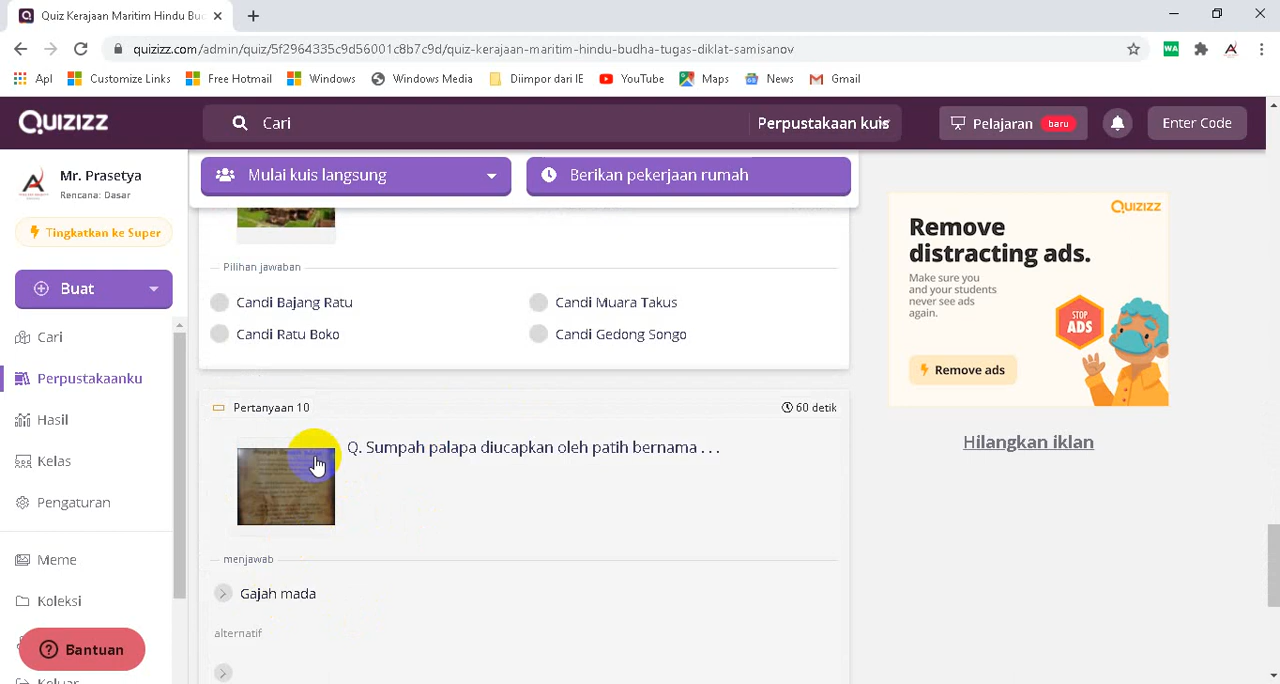 Quiz Kerajaan Maritim Hindu Bu
quizizz.com/admin/quiz/5f2964335c9d56001c8b7c9d/quiz-kerajaan-maritim-hindu-budha-tugas-diklat-samisanov
WA
Apl
Customize Links
Free Hotmail
Windows
Windows Media
Diimpor dari IE
YouTube
Maps
News
Gmail
Quizizz
Cari
Perpustakaan kuis
Pelajaran baru
Enter Code
Mr. Prasetya
Rencana: Dasar
Tingkatkan ke Super
Buat
Cari
Perpustakaanku
Hasil
Kelas
Pengaturan
Meme
Koleksi
Bantuan
Keluar
Mulai kuis langsung
Berikan pekerjaan rumah
Pilihan jawaban
Candi Bajang Ratu
Candi Muara Takus
Candi Ratu Boko
Candi Gedong Songo
Pertanyaan 10
60 detik
Q. Sumpah palapa diucapkan oleh patih bernama . . .
menjawab
Gajah mada
alternatif
Quizizz
Remove
distracting ads.
Make sure you
and your students
never see ads
again.
STOP
ADS
Remove ads
Hilangkan iklan